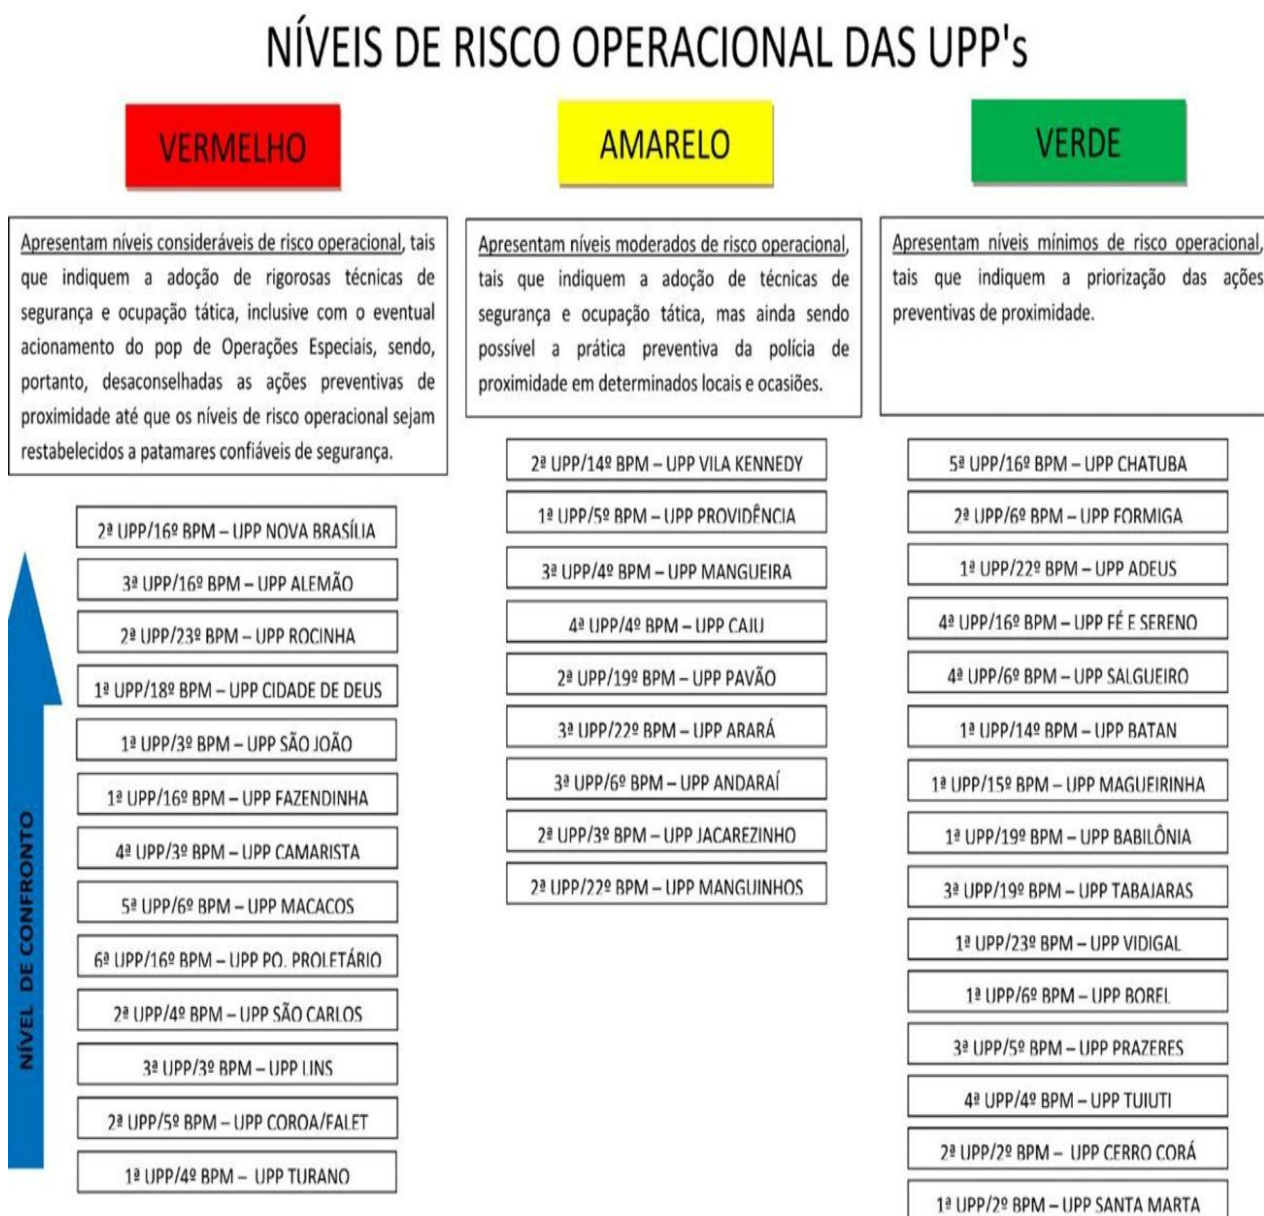 NÍVEIS DE RISCO OPERACIONAL DAS UPP's
VERMELHO
Apresentam níveis consideráveis de risco operacional, tais
que indiquem a adoção de rigorosas técnicas de
segurança e ocupação tática, inclusive com o eventual
acionamento do pop de Operações Especiais, sendo,
portanto, desaconselhadas as ações preventivas de
proximidade até que os níveis de risco operacional sejam
restabelecidos a patamares confiáveis de segurança.
NÍVEL DE CONFRONTO
2ª UPP/16º BPM – UPP NOVA BRASÍLIA
3ª UPP/16º BPM – UPP ALEMÃO
2ª UPP/23º BPM – UPP ROCINHA
1ª UPP/18º BPM – UPP CIDADE DE DEUS
1ª UPP/3º BPM – UPP SÃO JOÃO
1ª UPP/16º BPM – UPP FAZENDINHA
4ª UPP/3º BPM – UPP CAMARISTA
5ª UPP/6º BPM – UPP MACACOS
6ª UPP/16º BPM – UPP PO. PROLETÁRIO
2ª UPP/4º BPM – UPP SÃO CARLOS
3ª UPP/3º BPM – UPP LINS
2ª UPP/5º BPM – UPP COROA/FALET
1ª UPP/4º BPM – UPP TURANO
AMARELO
Apresentam níveis moderados de risco operacional,
tais que indiquem a adoção de técnicas de
segurança e ocupação tática, mas ainda sendo
possível a prática preventiva da polícia de
proximidade em determinados locais e ocasiões.
2ª UPP/14º BPM – UPP VILA KENNEDY
1ª UPP/5º BPM – UPP PROVIDÊNCIA
3ª UPP/4º BPM – UPP MANGUEIRA
4ª UPP/4º BPM – UPP CAJU
2ª UPP/19º BPM – UPP PAVÃO
3ª UPP/22º BPM – UPP ARARÁ
3ª UPP/6º BPM – UPP ANDARAÍ
2ª UPP/3º BPM – UPP JACAREZINHO
2ª UPP/22º BPM – UPP MANGUINHOS
VERDE
Apresentam níveis mínimos de risco operacional,
tais que indiquem a priorização das ações
preventivas de proximidade.
5ª UPP/16º BPM – UPP CHATUBA
2ª UPP/6º BPM – UPP FORMIGA
1ª UPP/22º BPM – UPP ADEUS
4ª UPP/16º BPM – UPP FÉ E SERENO
4ª UPP/6º BPM – UPP SALGUEIRO
1ª UPP/14º BPM – UPP BATAN
1ª UPP/15º BPM – UPP MAGUEIRINHA
1ª UPP/19º BPM – UPP BABILÔNIA
3ª UPP/19º BPM – UPP TABAJARAS
1ª UPP/23º BPM – UPP VIDIGAL
1ª UPP/6º BPM – UPP BOREL
3ª UPP/5º BPM – UPP PRAZERES
4ª UPP/4º BPM – UPP TUIUTI
2ª UPP/2º BPM – UPP CERRO CORÁ
1ª UPP/2º BPM – UPP SANTA MARTA